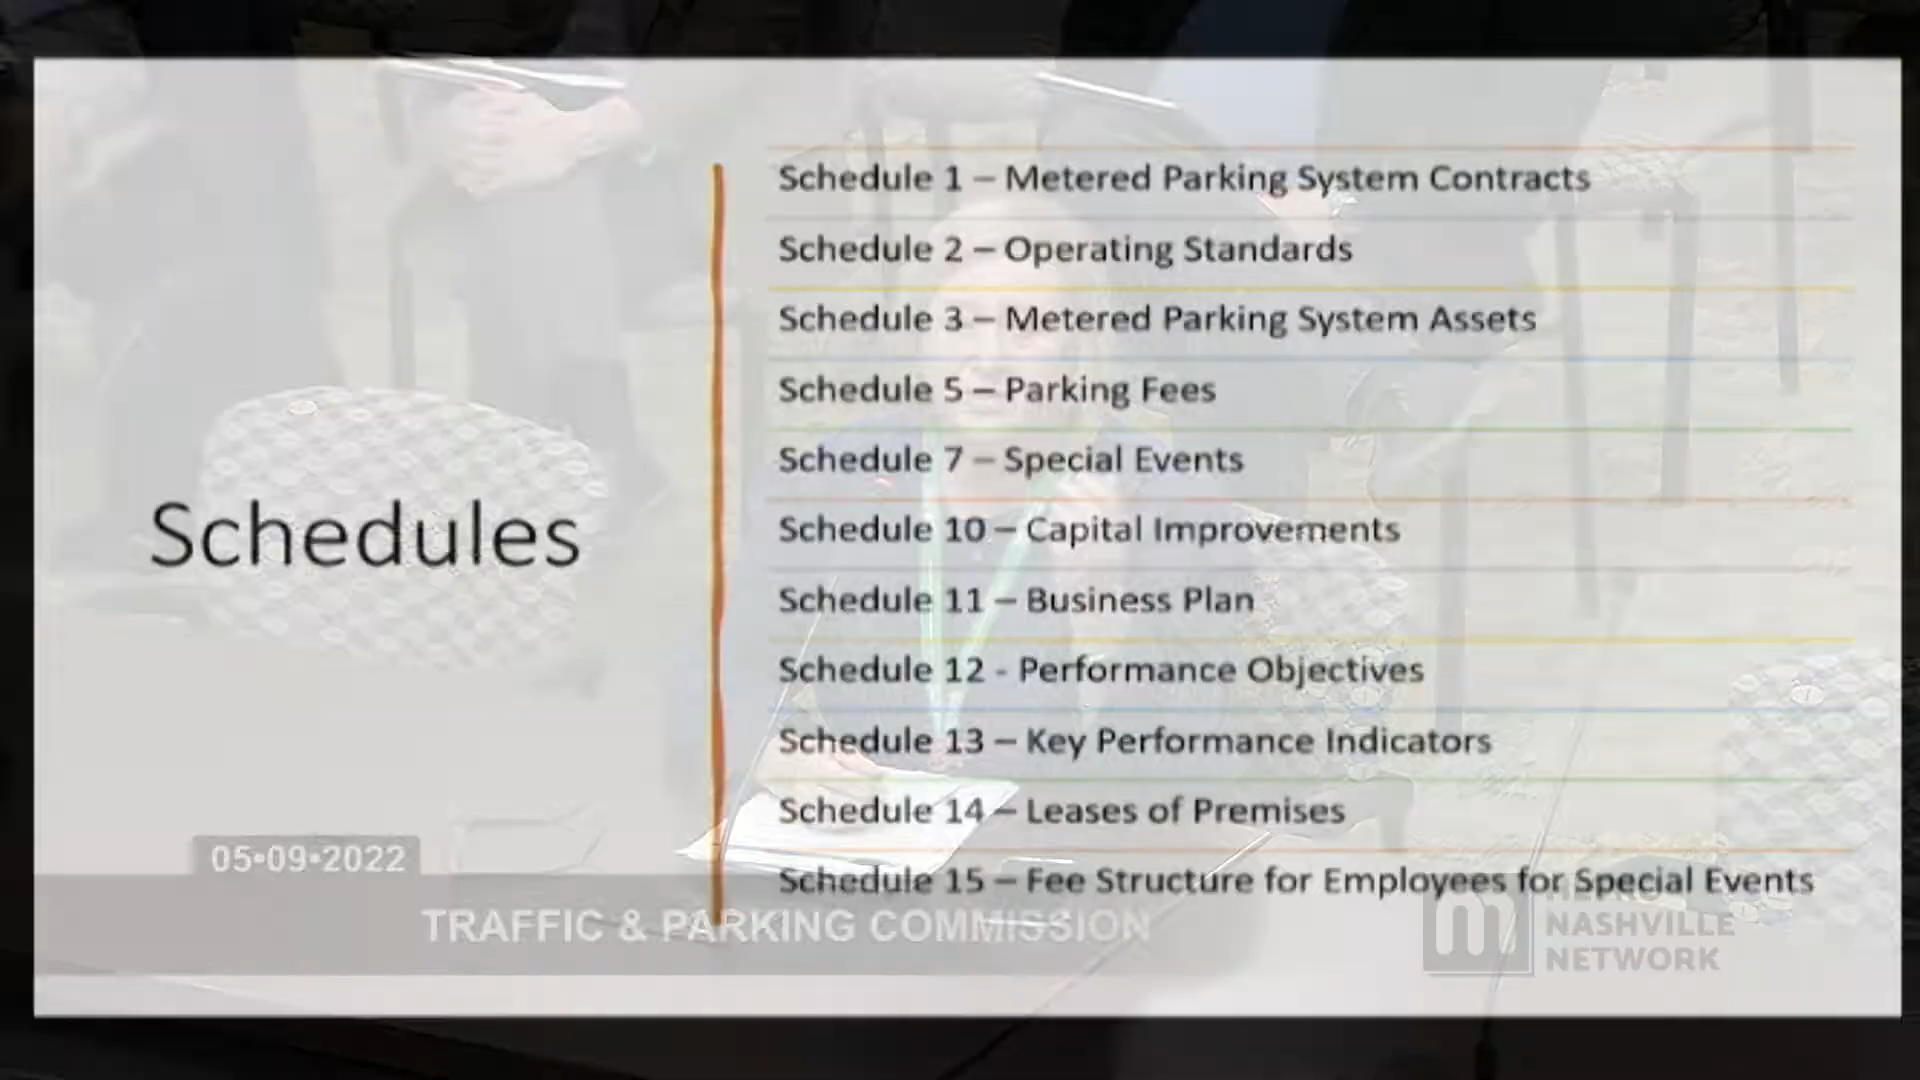 Schedules
Schedule 1 – Metered Parking System Contracts
Schedule 2 – Operating Standards
Schedule 3 – Metered Parking System Assets
Schedule 5 – Parking Fees
Schedule 7 – Special Events
Schedule 10 – Capital Improvements
Schedule 11 – Business Plan
Schedule 12 - Performance Objectives
Schedule 13 – Key Performance Indicators
Schedule 14 – Leases of Premises
Schedule 15 – Fee Structure for Employees for Special Events
05•09•2022
TRAFFIC & PARKING COMMISSION
m
METRO
NASHVILLE
NETWORK